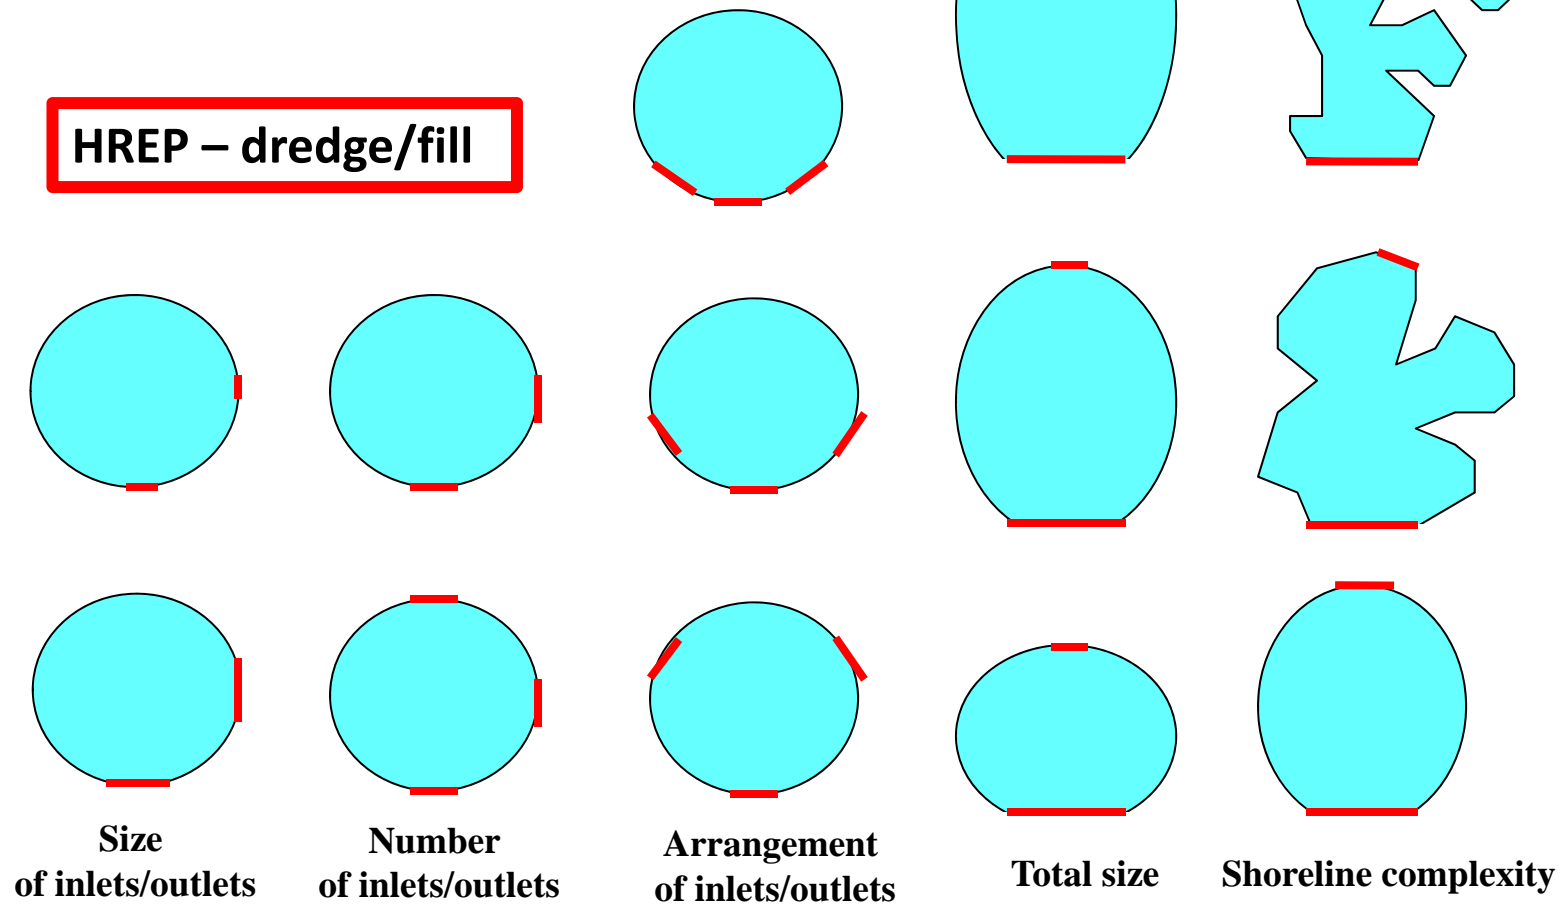 HREP – dredge/fill
Size
of inlets/outlets
Number
of inlets/outlets
Arrangement
of inlets/outlets
Total size
Shoreline complexity